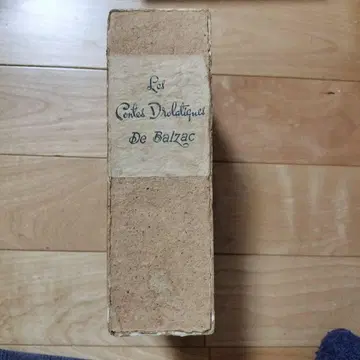 Les
Contes Drolatiques
De Balzac